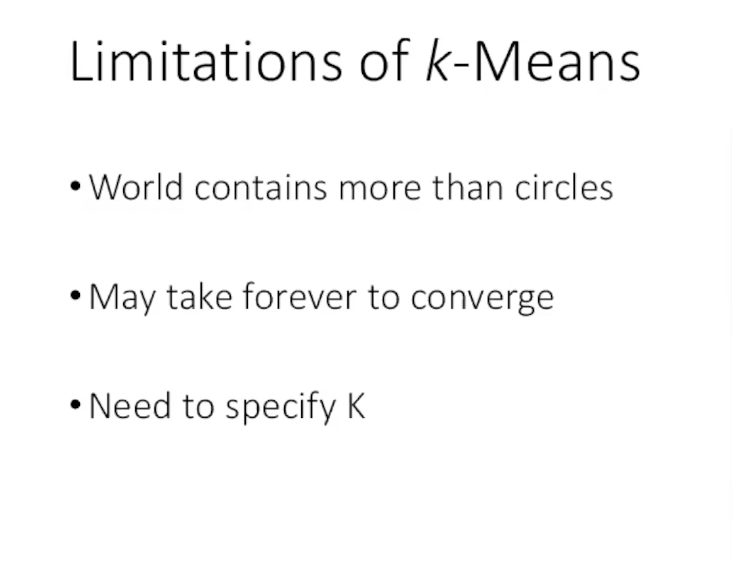 Limitations of k-Means
• World contains more than circles
• May take forever to converge
• Need to specify K